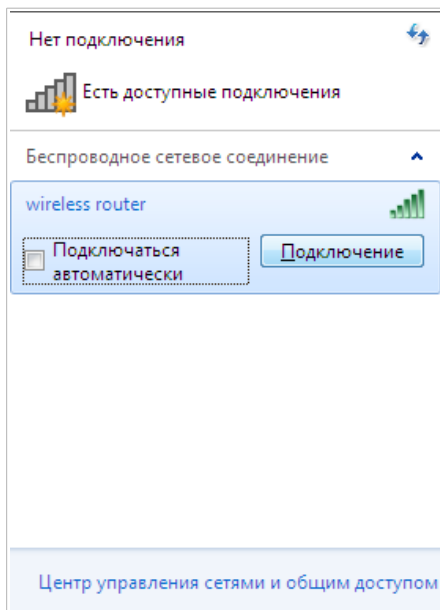 Нет подключения
Есть доступные подключения
Беспроводное сетевое соединение
wireless router
Подключаться
автоматически
Подключение
Центр управления сетями и общим доступом